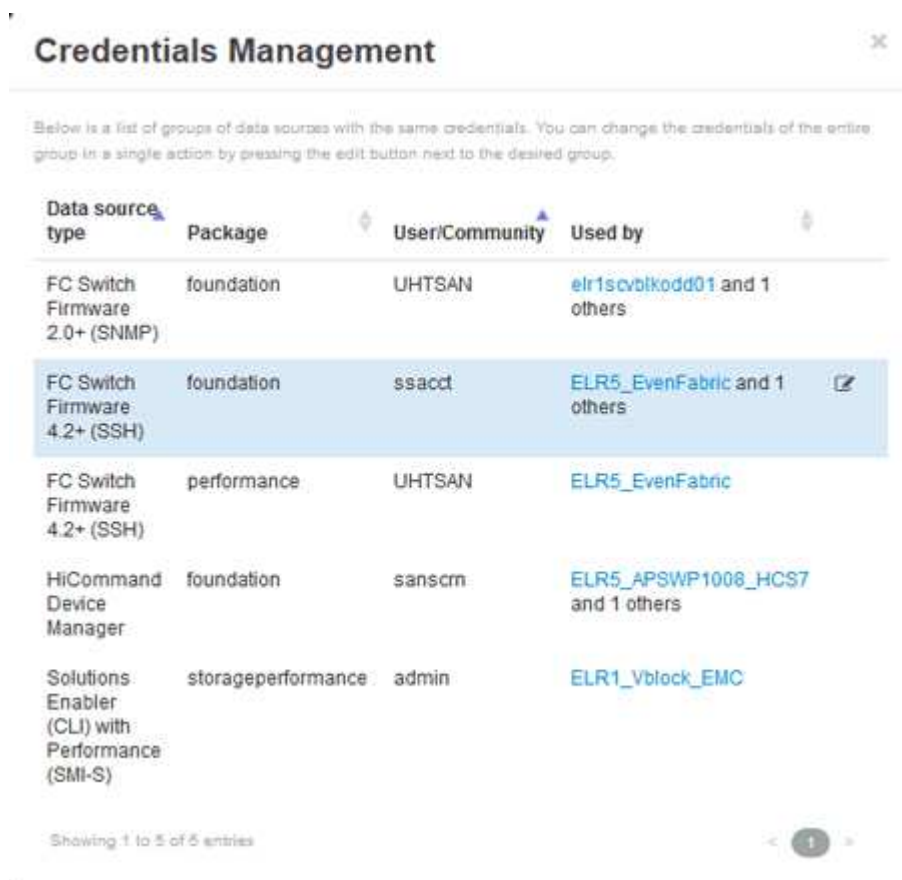 Credentials Management
Below is a list of groups of data sources with the same credentials. You can change the credentials of the entire
group in a single action by pressing the edit button next to the desired group.
Data source type Package User/Community Used by
FC Switch Firmware 2.0+ (SNMP) foundation UHTSAN elr1scvblkodd01 and 1 others
FC Switch Firmware 4.2+ (SSH) foundation ssacct ELR5_EvenFabric and 1 others
FC Switch Firmware 4.2+ (SSH) performance UHTSAN ELR5_EvenFabric
HiCommand Device Manager foundation sanscrn ELR5_APSWP1008_HCS7 and 1 others
Solutions Enabler (CLI) with Performance (SMI-S) storageperformance admin ELR1_Vblock_EMC
Showing 1 to 5 of 5 entries < 1 >